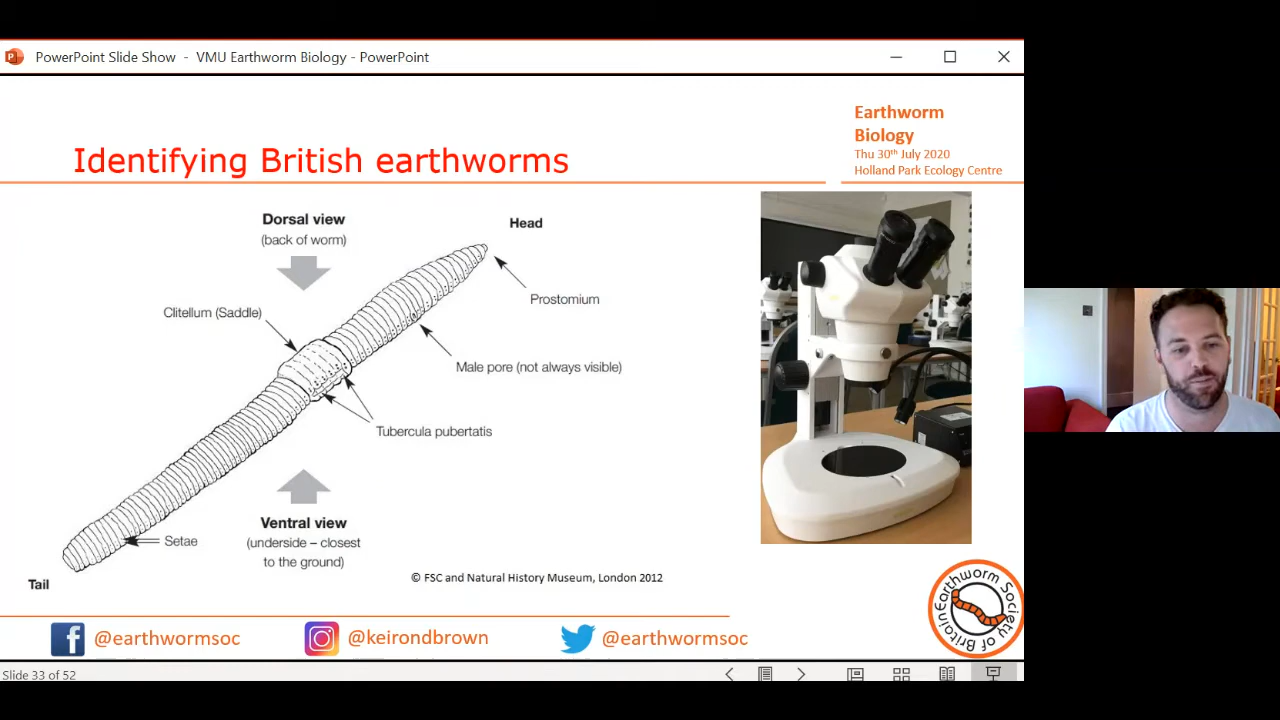 PowerPoint Slide Show - VMU Earthworm Biology - PowerPoint
Earthworm
Biology
Thu 30th July 2020
Holland Park Ecology Centre
Identifying British earthworms
Dorsal view
(back of worm)
Head
Prostomium
Clitellum (Saddle)
Male pore (not always visible)
Tubercula pubertatis
Ventral view
(underside – closest
to the ground)
Setae
Tail
© FSC and Natural History Museum, London 2012
@earthwormsoc
@keirondbrown
@earthwormsoc
Earthworm Society
of Britain
Slide 33 of 52